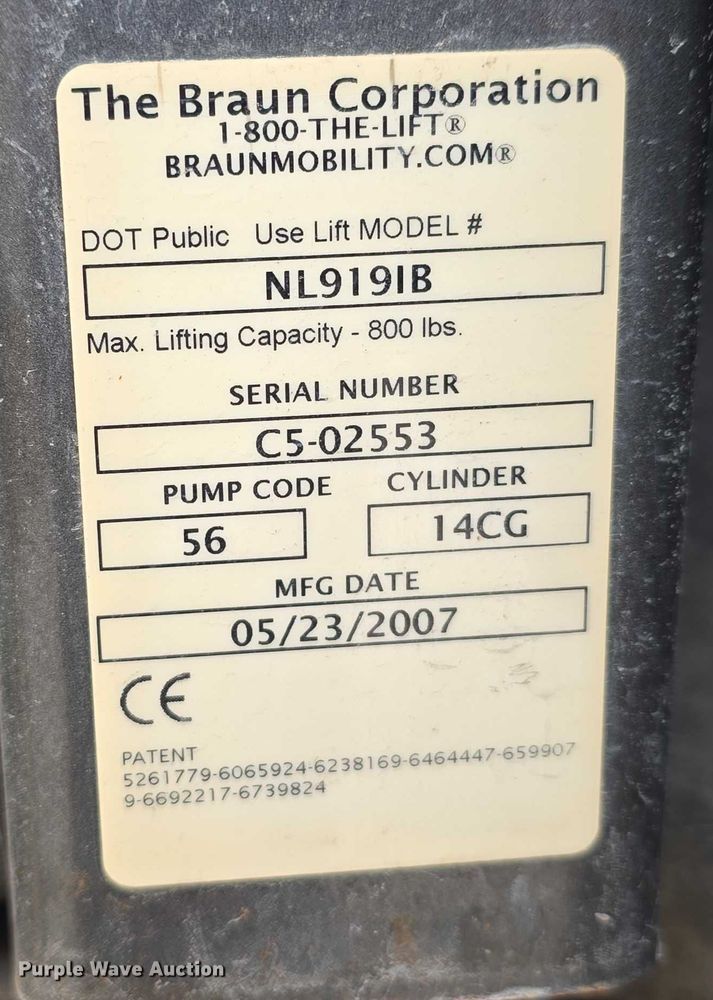 The Braun Corporation
1-800-THE-LIFT®
BRAUNMOBILITY.COM®
DOT Public Use Lift MODEL #
NL919IB
Max. Lifting Capacity - 800 lbs.
SERIAL NUMBER
C5-02553
PUMP CODE CYLINDER
56 14CG
MFG DATE
05/23/2007
CE
PATENT
5261779-6065924-6238169-6464447-659907
9-6692217-6739824
Purple Wave Auction